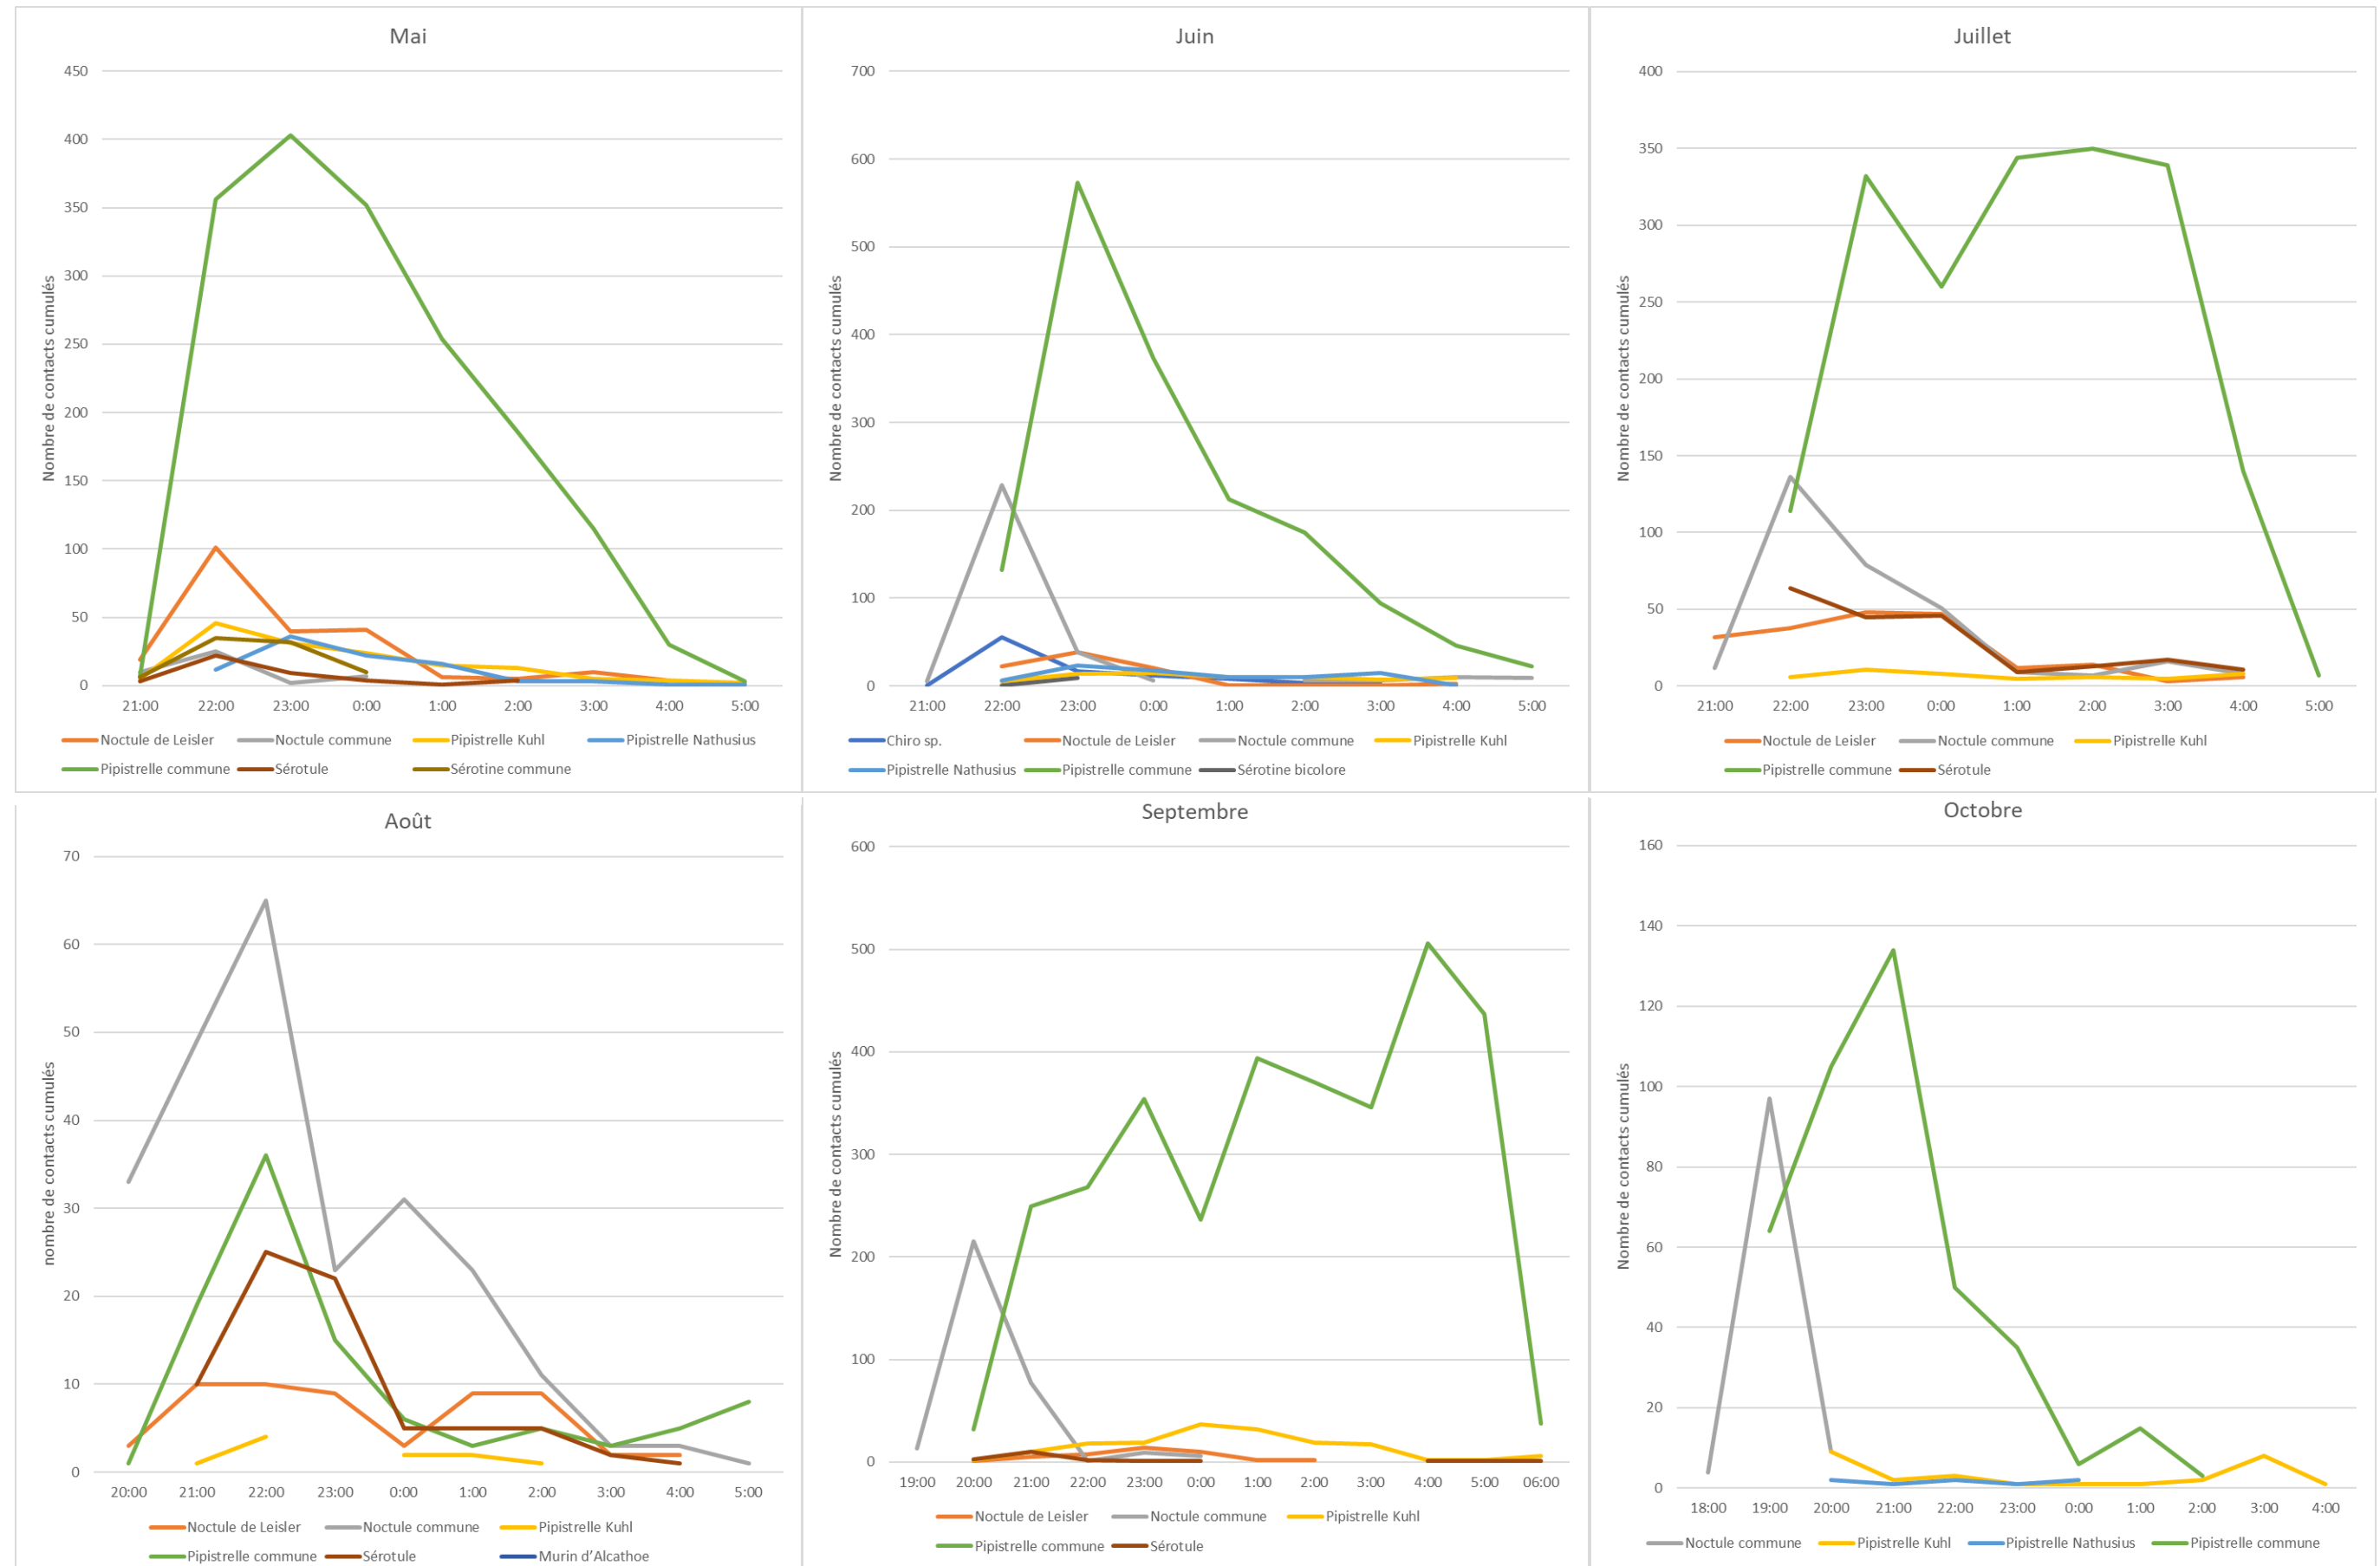 Mai
450
400
350
300
250
200
150
100
50
0
Nombre de contacts cumulés
21:00 22:00 23:00 0:00 1:00 2:00 3:00 4:00 5:00
Noctule de Leisler Noctule commune Pipistrelle Kuhl Pipistrelle Nathusius
Pipistrelle commune Sérotule Sérotine commune
Juin
700
600
500
400
300
200
100
0
Nombre de contacts cumulés
21:00 22:00 23:00 0:00 1:00 2:00 3:00 4:00 5:00
Chiro sp. Noctule de Leisler Noctule commune Pipistrelle Kuhl
Pipistrelle Nathusius Pipistrelle commune Sérotine bicolore
Juillet
400
350
300
250
200
150
100
50
0
Nombre de contacts cumulés
21:00 22:00 23:00 0:00 1:00 2:00 3:00 4:00 5:00
Noctule de Leisler Noctule commune Pipistrelle Kuhl
Pipistrelle commune Sérotule
Août
70
60
50
40
30
20
10
0
nombre de contacts cumulés
20:00 21:00 22:00 23:00 0:00 1:00 2:00 3:00 4:00 5:00
Noctule de Leisler Noctule commune Pipistrelle Kuhl
Pipistrelle commune Sérotule Murin d’Alcathoe
Septembre
600
500
400
300
200
100
0
Nombre de contacts cumulés
19:00 20:00 21:00 22:00 23:00 0:00 1:00 2:00 3:00 4:00 5:00 06:00
Noctule de Leisler Noctule commune Pipistrelle Kuhl
Pipistrelle commune Sérotule
Octobre
160
140
120
100
80
60
40
20
0
Nombre de contacts cumulés
18:00 19:00 20:00 21:00 22:00 23:00 0:00 1:00 2:00 3:00 4:00
Noctule commune Pipistrelle Kuhl Pipistrelle Nathusius Pipistrelle commune